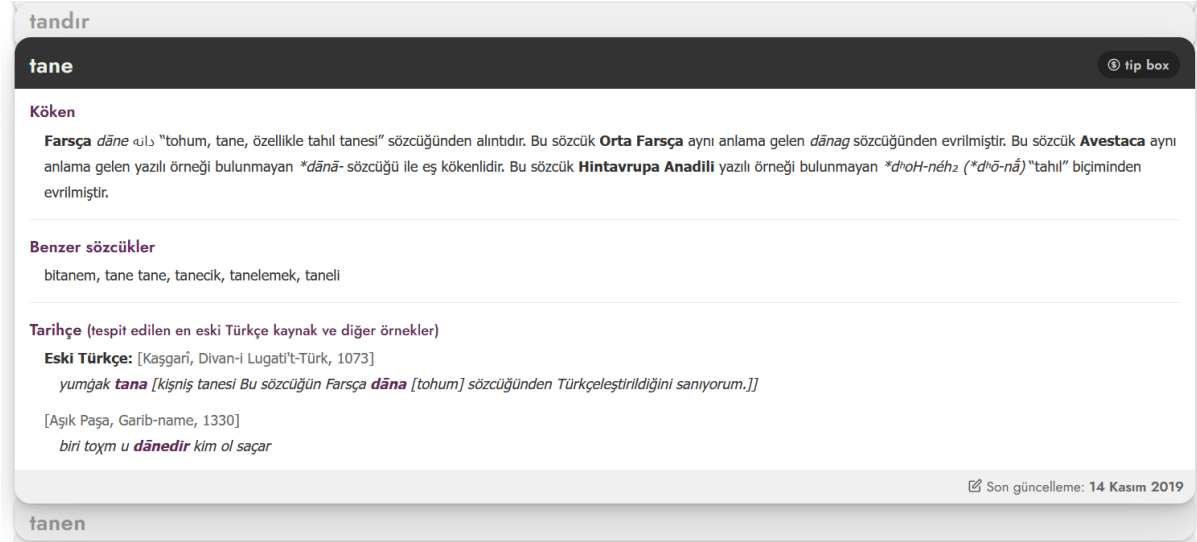 tandır
tane
tip box
Köken
Farsça dāne دانه “tohum, tane, özellikle tahıl tanesi” sözcüğünden alıntıdır. Bu sözcük Orta Farsça aynı anlama gelen dānag sözcüğünden evrilmiştir. Bu sözcük Avestaca aynı
anlama gelen yazılı örneği bulunmayan *dānā- sözcüğü ile eş kökenlidir. Bu sözcük Hintavrupa Anadili yazılı örneği bulunmayan *dʰoH-néh₂ (*dʰō-nā́) “tahıl” biçiminden
evrilmiştir.
Benzer sözcükler
bitanem, tane tane, tanecik, tanelemek, taneli
Tarihçe (tespit edilen en eski Türkçe kaynak ve diğer örnekler)
Eski Türkçe: [Kaşgarî, Divan-i Lugati't-Türk, 1073]
yumġak tana [kişniş tanesi Bu sözcüğün Farsça dāna [tohum] sözcüğünden Türkçeleştirildiğini sanıyorum.]]
[Aşık Paşa, Garib-name, 1330]
biri toχm u dānedir kim ol saçar
Son güncelleme: 14 Kasım 2019
tanen